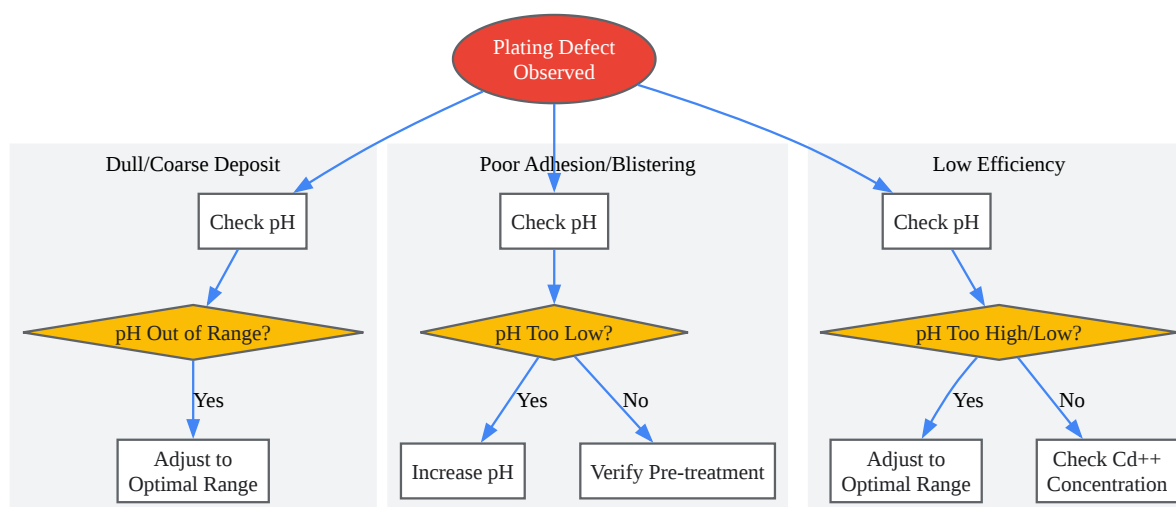 Plating Defect
Observed
Dull/Coarse Deposit
Poor Adhesion/Blistering
Low Efficiency
Check pH
Check pH
Check pH
pH Out of Range?
pH Too Low?
pH Too High/Low?
Yes
Yes
No
Yes
No
Adjust to
Optimal Range
Increase pH
Verify Pre-treatment
Adjust to
Optimal Range
Check Cd++
Concentration